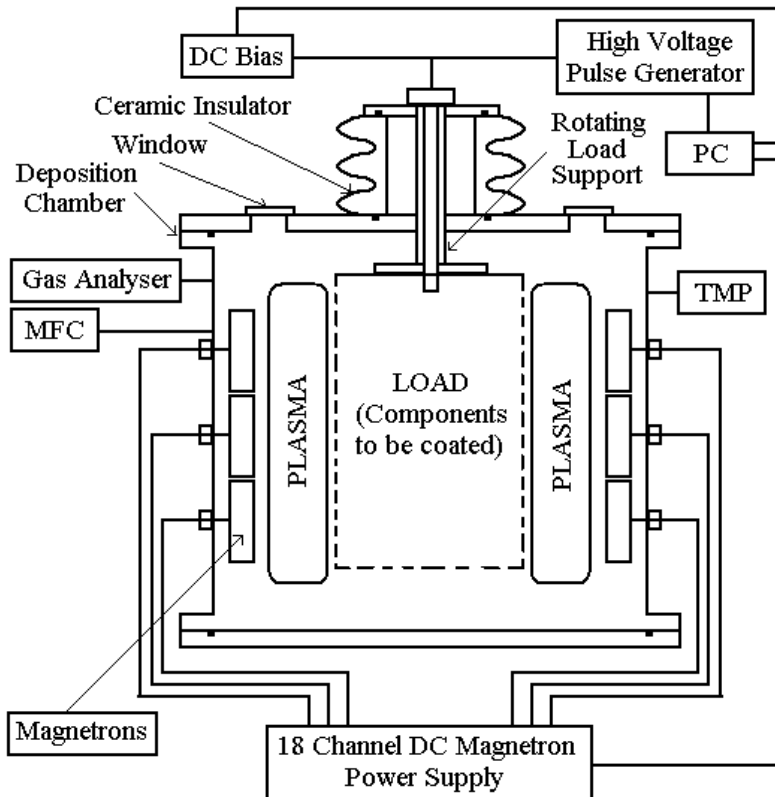 DC Bias
High Voltage
Pulse Generator
Ceramic Insulator
Window
Deposition
Chamber
Rotating
Load
Support
PC
Gas Analyser
MFC
TMP
PLASMA
LOAD
(Components
to be coated)
PLASMA
Magnetrons
18 Channel DC Magnetron
Power Supply